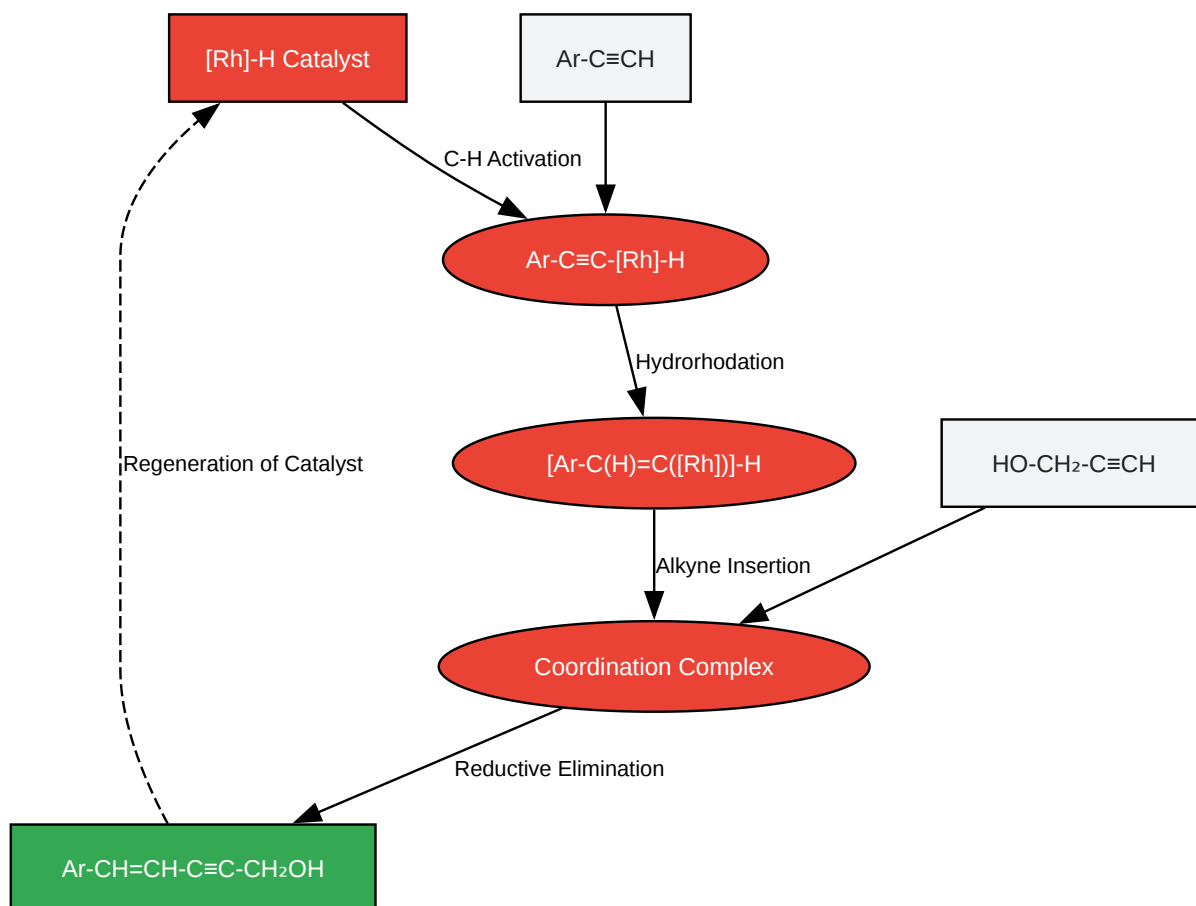 [Rh]-H Catalyst
Ar-C≡CH
C-H Activation
Ar-C≡C-[Rh]-H
Hydrorhodation
[Ar-C(H)=C([Rh])]-H
HO-CH₂-C≡CH
Regeneration of Catalyst
Alkyne Insertion
Coordination Complex
Reductive Elimination
Ar-CH=CH-C≡C-CH₂OH